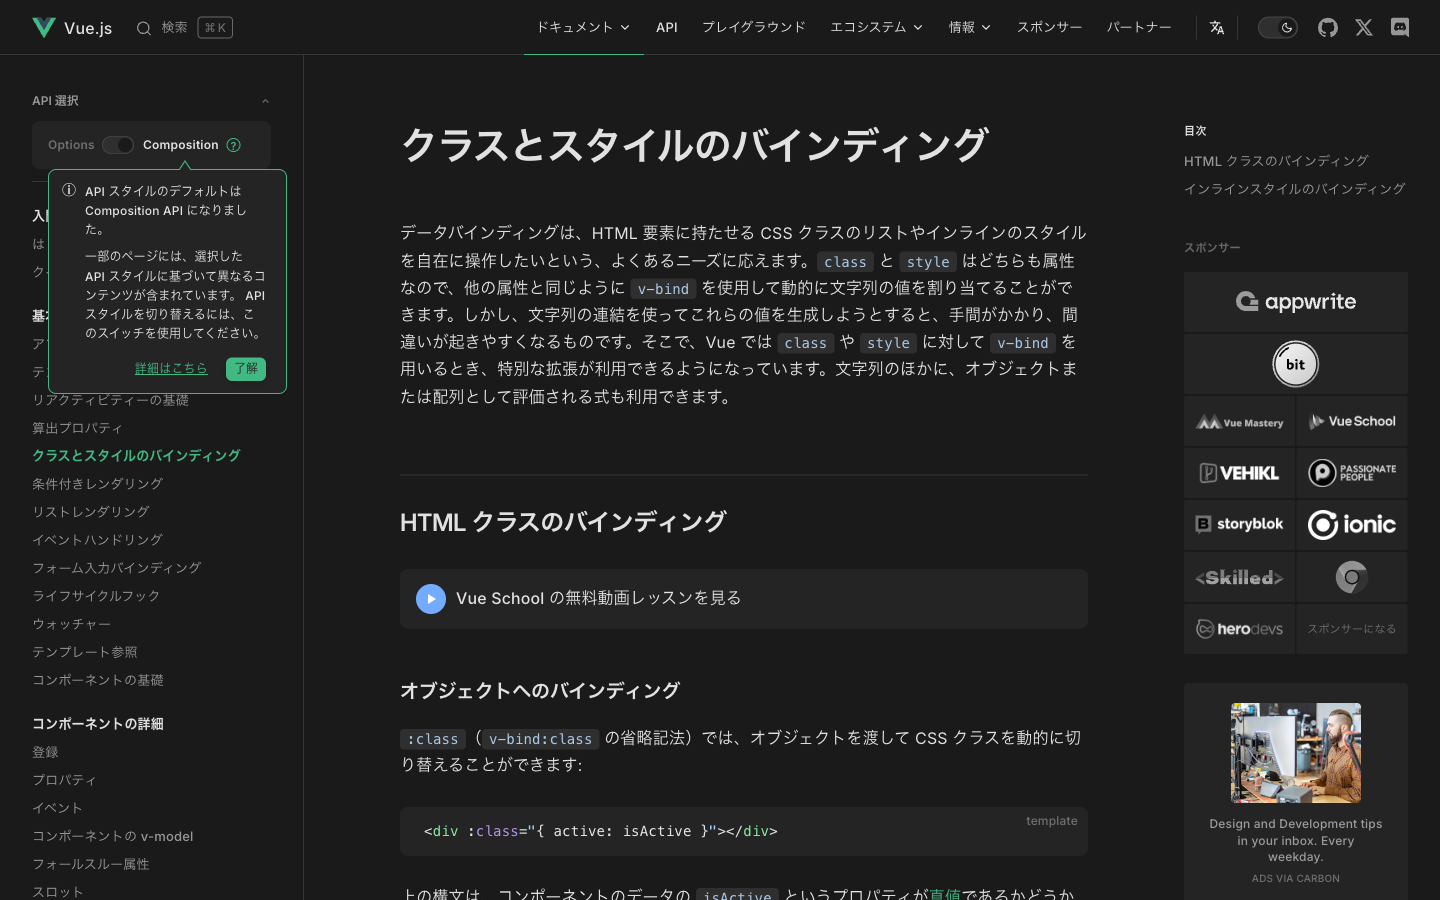 Vue.js
検索
⌘ K
ドキュメント
API
プレイグラウンド
エコシステム
情報
スポンサー
パートナー
API 選択
Options
Composition
?
API スタイルのデフォルトは
Composition API になりまし
た。
一部のページには、選択した
API スタイルに基づいて異なるコ
ンテンツが含まれています。 API
スタイルを切り替えるには、こ
のスイッチを使用してください。
詳細はこちら
了解
リアクティビティーの基礎
算出プロパティ
クラスとスタイルのバインディング
条件付きレンダリング
リストレンダリング
イベントハンドリング
フォーム入力バインディング
ライフサイクルフック
ウォッチャー
テンプレート参照
コンポーネントの基礎
コンポーネントの詳細
登録
プロパティ
イベント
コンポーネントの v-model
フォールスルー属性
スロット
クラスとスタイルのバインディング
データバインディングは、HTML 要素に持たせる CSS クラスのリストやインラインのスタイル
を自在に操作したいという、よくあるニーズに応えます。 class と style はどちらも属性
なので、他の属性と同じように v-bind を使用して動的に文字列の値を割り当てることがで
きます。しかし、文字列の連結を使ってこれらの値を生成しようとすると、手間がかかり、間
違いが起きやすくなるものです。そこで、Vue では class や style に対して v-bind を
用いるとき、特別な拡張が利用できるようになっています。文字列のほかに、オブジェクトま
たは配列として評価される式も利用できます。
HTML クラスのバインディング
Vue School の無料動画レッスンを見る
オブジェクトへのバインディング
:class （ v-bind:class の省略記法）では、オブジェクトを渡して CSS クラスを動的に切
り替えることができます:
template
<div :class="{ active: isActive }"></div>
上の構文は、コンポーネントのデータの isActive というプロパティが真値であるかどうか
目次
HTML クラスのバインディング
インラインスタイルのバインディング
スポンサー
appwrite
bit
Vue Mastery
Vue School
VEHIKL
PASSIONATE
PEOPLE
storyblok
ionic
<Skilled>
herodevs
スポンサーになる
Design and Development tips
in your inbox. Every
weekday.
ADS VIA CARBON